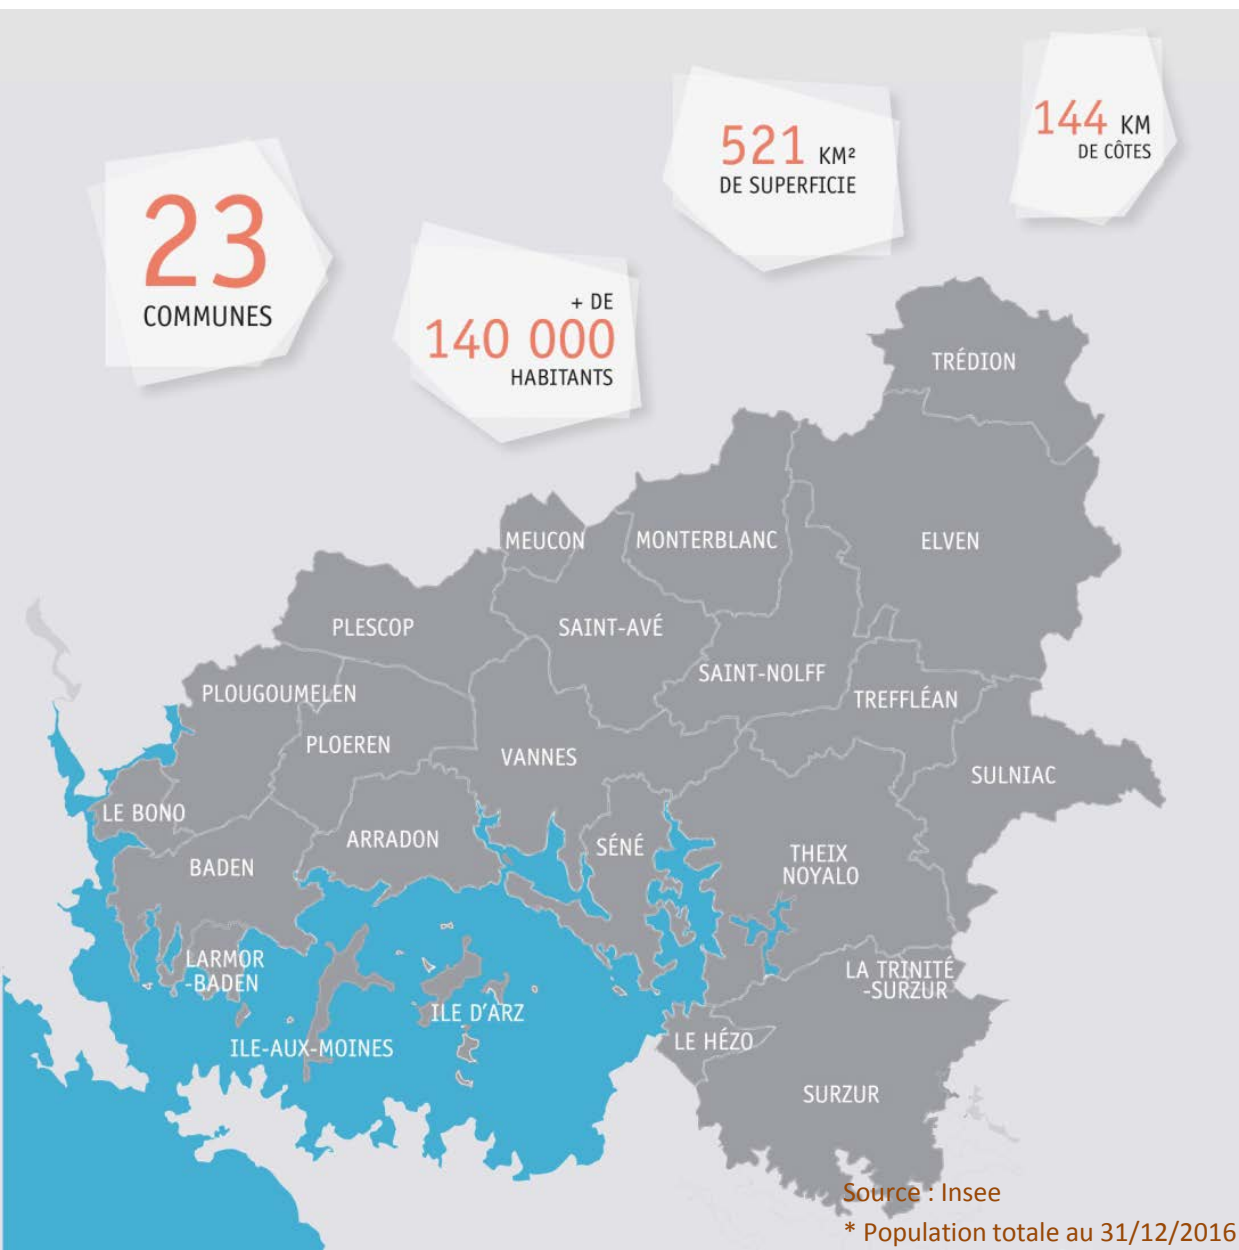 144 KM
DE CÔTES
521 KM²
DE SUPERFICIE
23
COMMUNES
+ DE
140 000
HABITANTS
TRÉDION
MEUCON
MONTERBLANC
ELVEN
PLESCOP
SAINT-AVÉ
SAINT-NOLFF
PLOUGOUMELEN
TREFFLÉAN
PLOEREN
VANNES
SULNIAC
LE BONO
ARRADON
SÉNÉ
BADEN
THEIX
NOYALO
LARMOR
-BADEN
LA TRINITÉ
-SURZUR
ILE D'ARZ
ILE-AUX-MOINES
LE HÉZO
SURZUR
Source : Insee
* Population totale au 31/12/2016